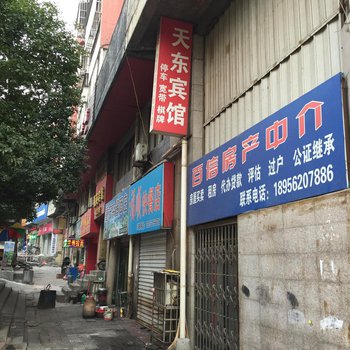 天东宾馆
停车 宽带 棋牌
百信房产中介
房屋买卖 租房 代办贷款 评估 过户 公证继承
联系电话:18956207886